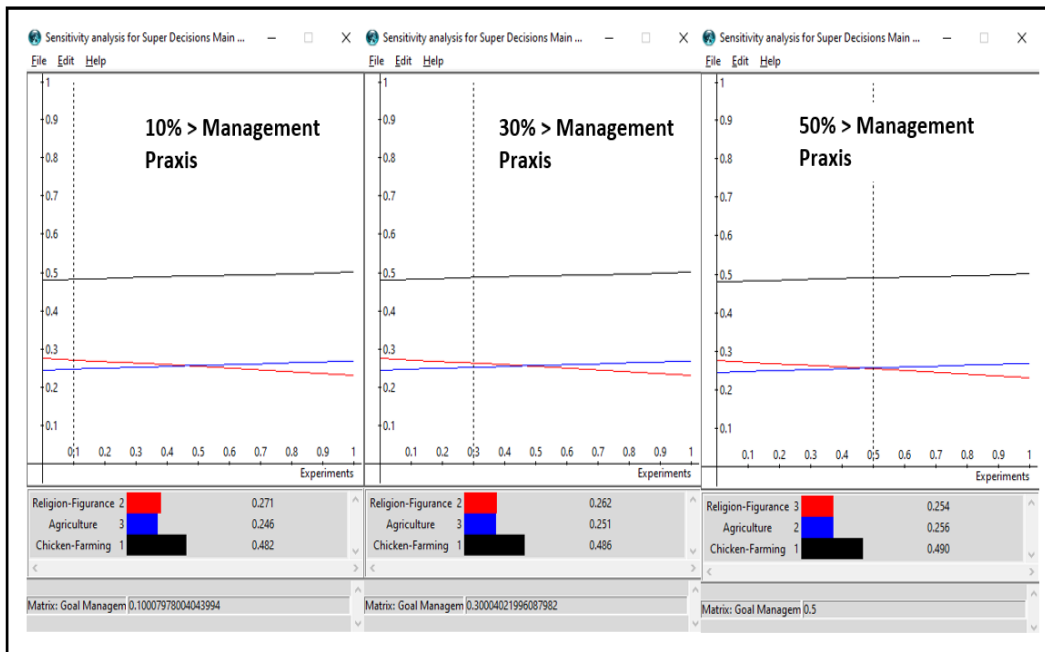 Sensitivity analysis for Super Decisions Main ...
File Edit Help
1
0.9
0.8
0.7
0.6
0.5
0.4
0.3
0.2
0.1
10% > Management
Praxis
0.1 0.2 0.3 0.4 0.5 0.6 0.7 0.8 0.9 1
Experiments
Religion-Figurance 2 0.271
Agriculture 3 0.246
Chicken-Farming 1 0.482
Matrix: Goal Managem 0.10007978004043994
Sensitivity analysis for Super Decisions Main ...
File Edit Help
1
0.9
0.8
0.7
0.6
0.5
0.4
0.3
0.2
0.1
30% > Management
Praxis
0.1 0.2 0.3 0.4 0.5 0.6 0.7 0.8 0.9 1
Experiments
Religion-Figurance 2 0.262
Agriculture 3 0.251
Chicken-Farming 1 0.486
Matrix: Goal Managem 0.30004021996087982
Sensitivity analysis for Super Decisions Main ...
File Edit Help
1
0.9
0.8
0.7
0.6
0.5
0.4
0.3
0.2
0.1
50% > Management
Praxis
0.1 0.2 0.3 0.4 0.5 0.6 0.7 0.8 0.9 1
Experiments
Religion-Figurance 3 0.254
Agriculture 2 0.256
Chicken-Farming 1 0.490
Matrix: Goal Managem 0.5